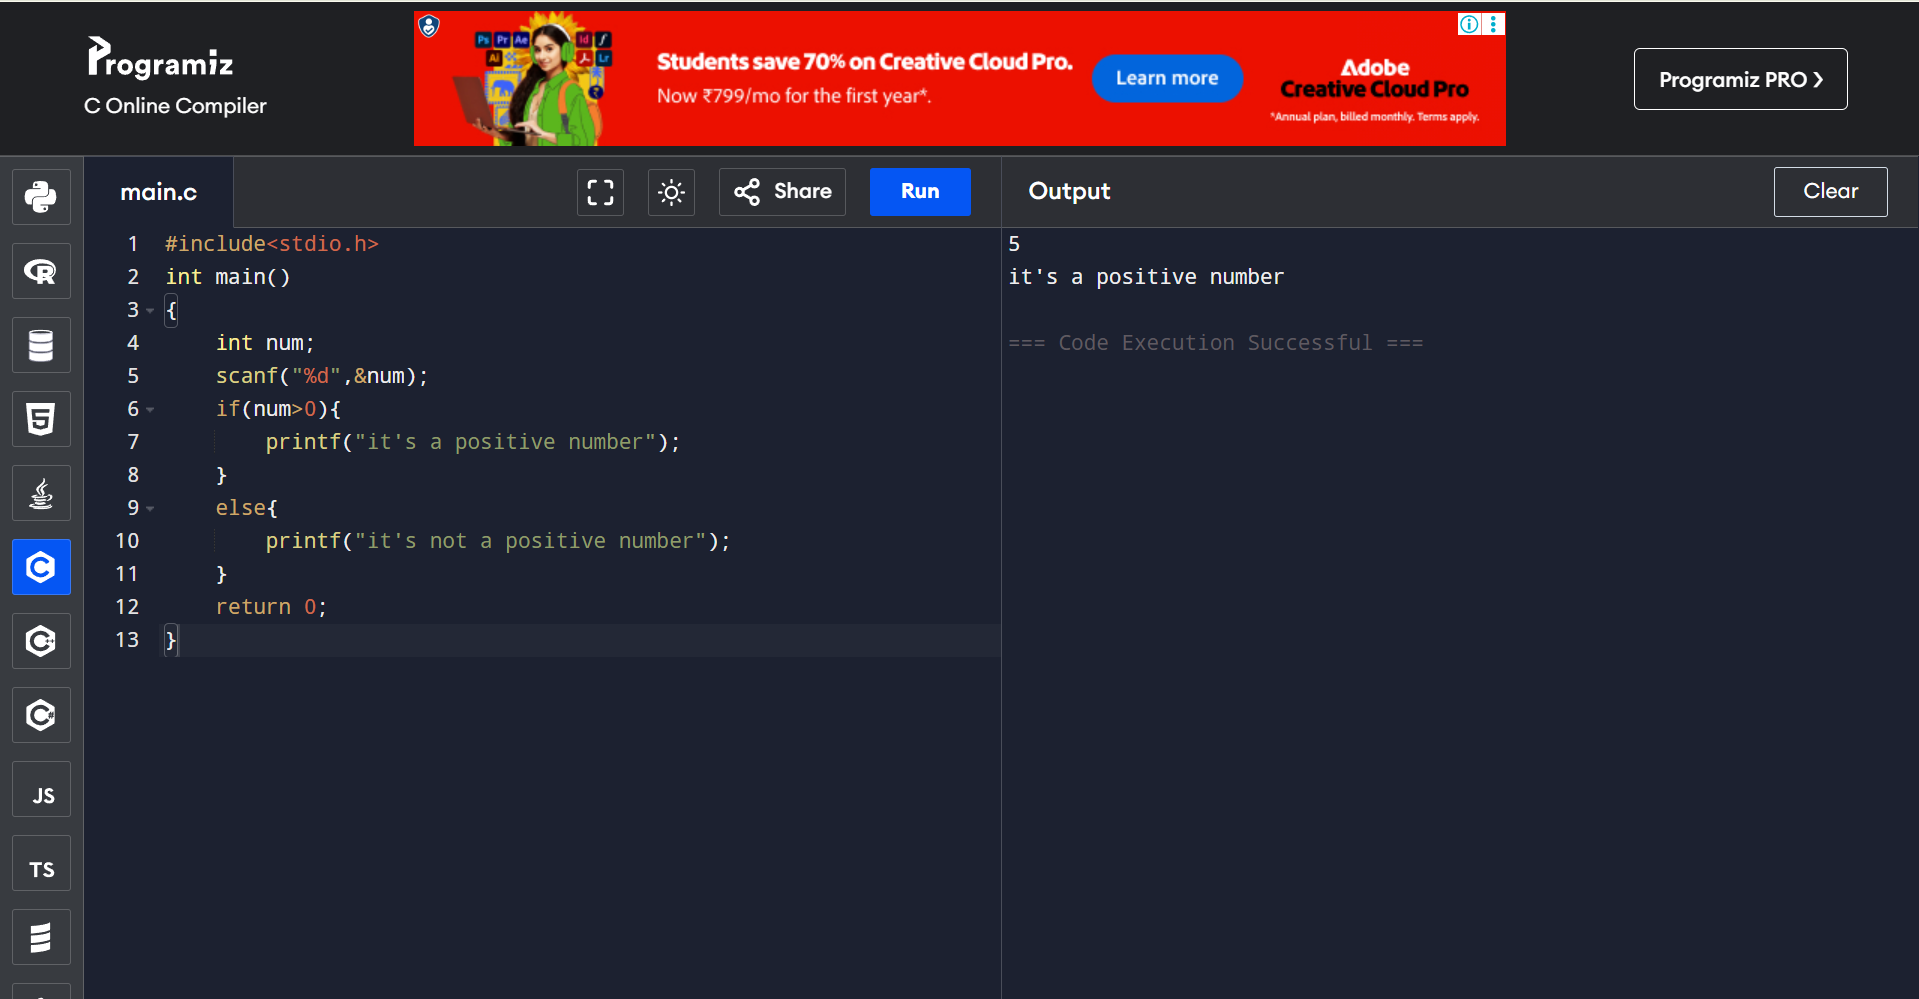 Programiz
C Online Compiler
Ps Pr Ae Id f
Ai Lr
Students save 70% on Creative Cloud Pro.
Now ₹799/mo for the first year*.
Learn more
Adobe
Creative Cloud Pro
*Annual plan, billed monthly. Terms apply.
Programiz PRO ❯
main.c
Share
Run
Output
Clear
1 #include<stdio.h>
2 int main()
3 {
4     int num;
5     scanf("%d",&num);
6     if(num>0){
7         printf("it's a positive number");
8     }
9     else{
10         printf("it's not a positive number");
11     }
12     return 0;
13 }
5
it's a positive number
=== Code Execution Successful ===
R
5
C
C++
C#
JS
TS